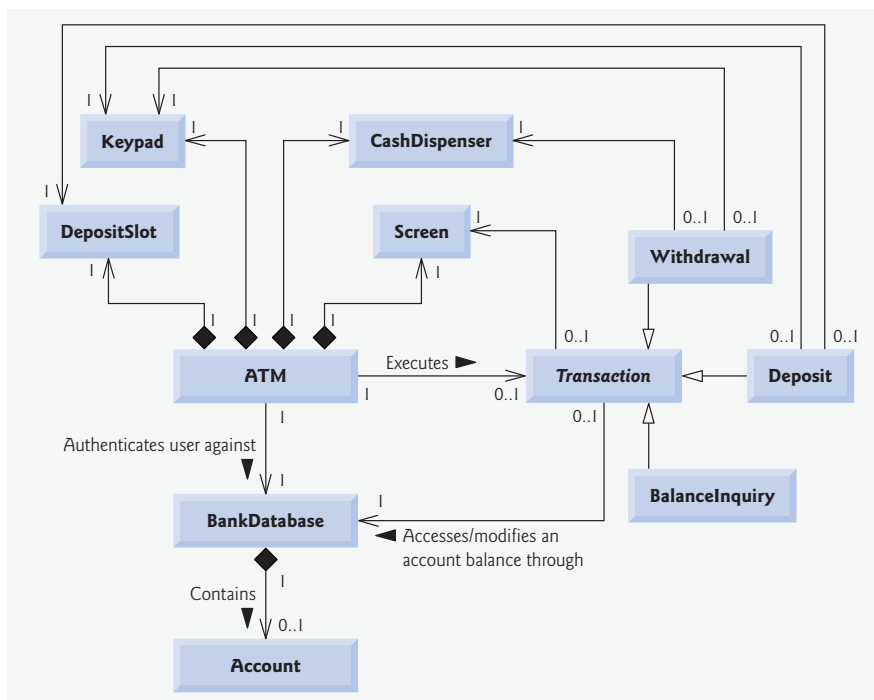 1 1 1 1 1
Keypad
CashDispenser
1 0..1 0..1
DepositSlot
Screen
1
Withdrawal
1 1
1 1 1 1
0..1 0..1 0..1
ATM
Executes
Transaction
Deposit
1 0..1
1 0..1
Authenticates user against
1 1
BankDatabase
BalanceInquiry
Accesses/modifies an
account balance through
1
Contains
0..1
Account